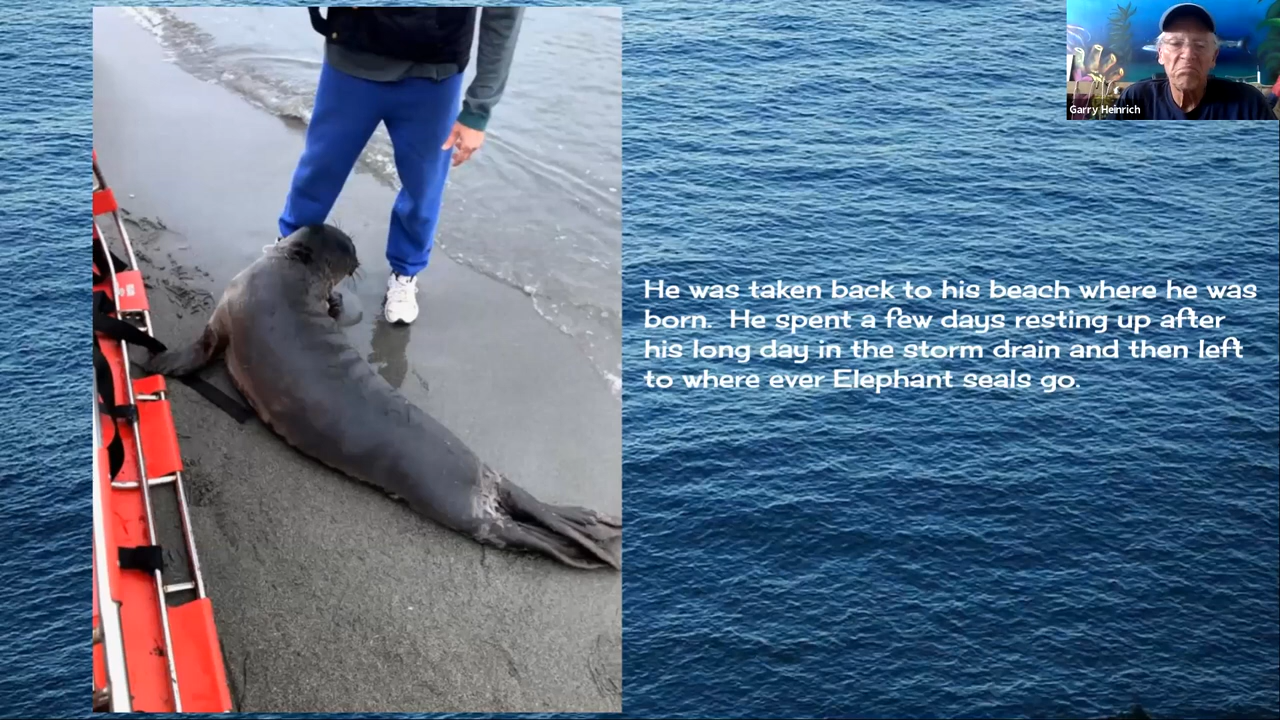 Garry Heinrich
He was taken back to his beach where he was
born.  He spent a few days resting up after
his long day in the storm drain and then left
to where ever Elephant seals go.